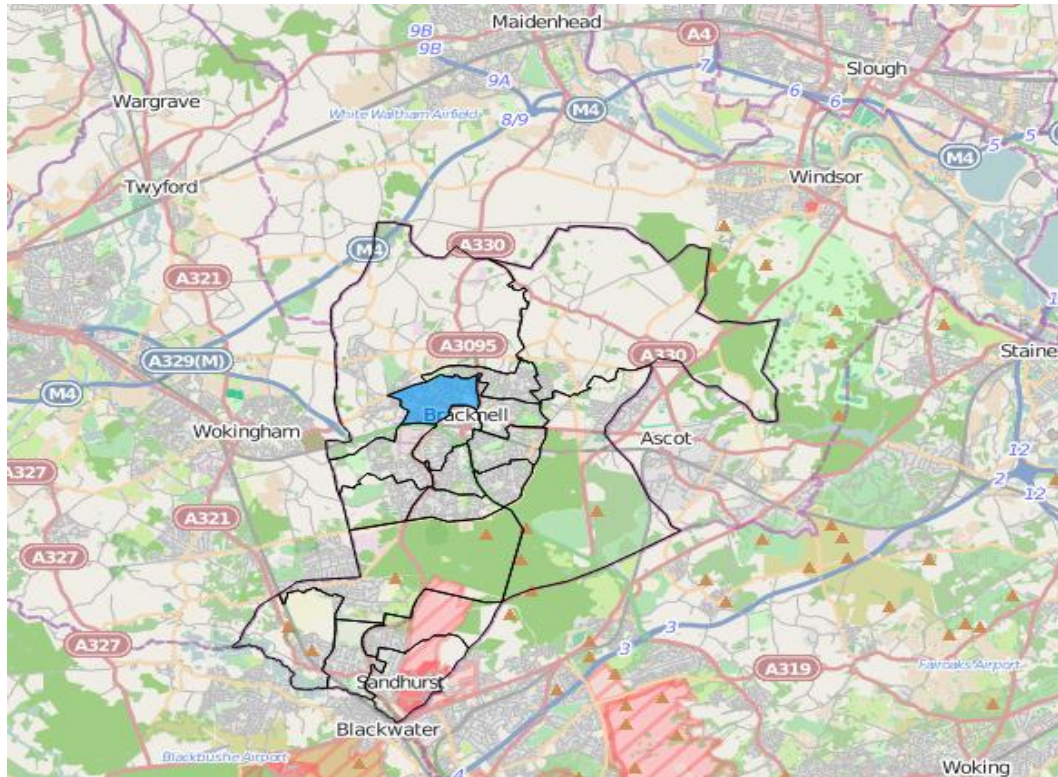 Maidenhead
9B
9B
A4
9A
7
Slough
6
6
Wargrave
M4
White Waltham Airfield
8/9
5
5
M4
Twyford
Windsor
M4
A330
A321
A3095
A330
A329(M)
M4
Bracknell
Wokingham
Ascot
12
2
12
A327
A321
A327
3
3
A327
A319
Fairoaks Airport
Sandhurst
Blackwater
Blackbushe Airport
4
Woking